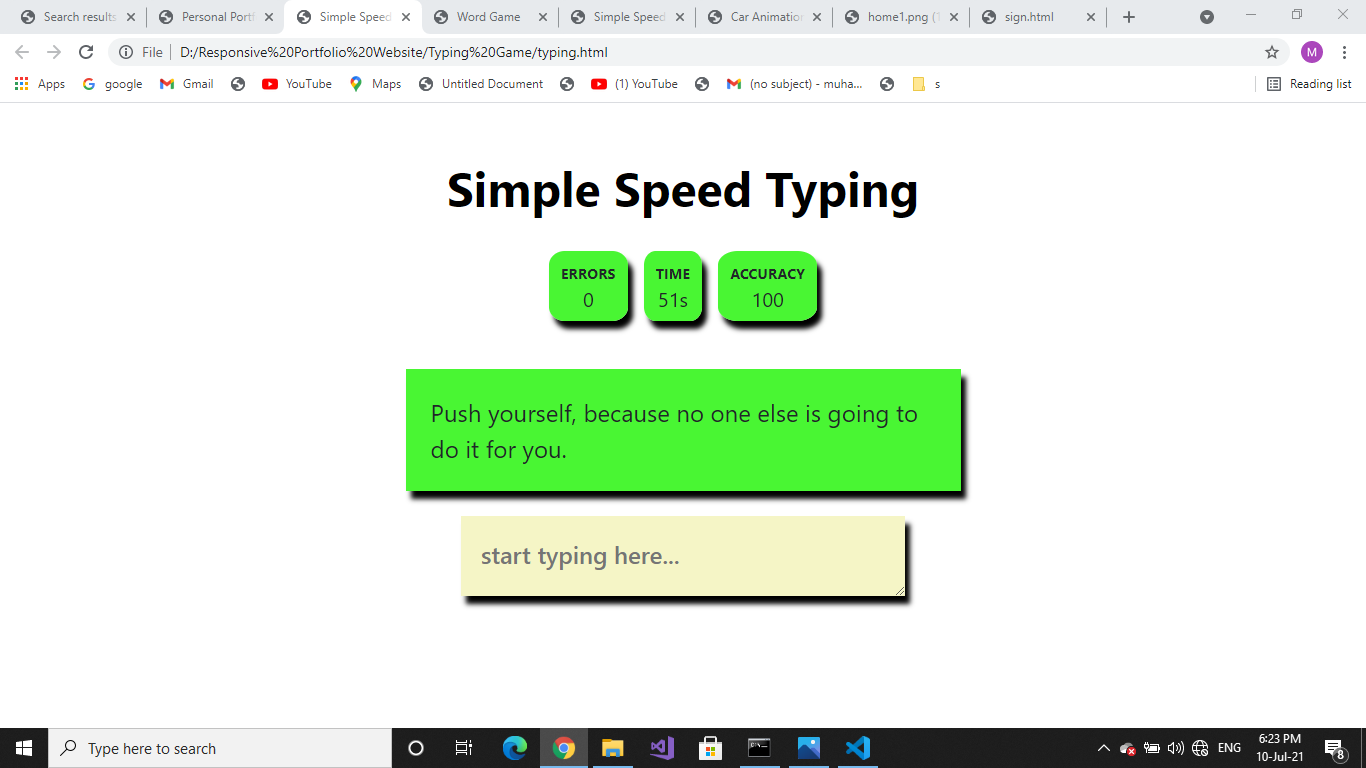 Search results
Personal Portf
Simple Speed
Word Game
Simple Speed
Car Animation
home1.png (1
sign.html
File
D:/Responsive%20Portfolio%20Website/Typing%20Game/typing.html
M
Apps
google
Gmail
YouTube
Maps
Untitled Document
(1) YouTube
(no subject) - muha...
s
Reading list
Simple Speed Typing
ERRORS
0
TIME
51s
ACCURACY
100
Push yourself, because no one else is going to
do it for you.
start typing here...
Type here to search
ENG
6:23 PM
10-Jul-21
8